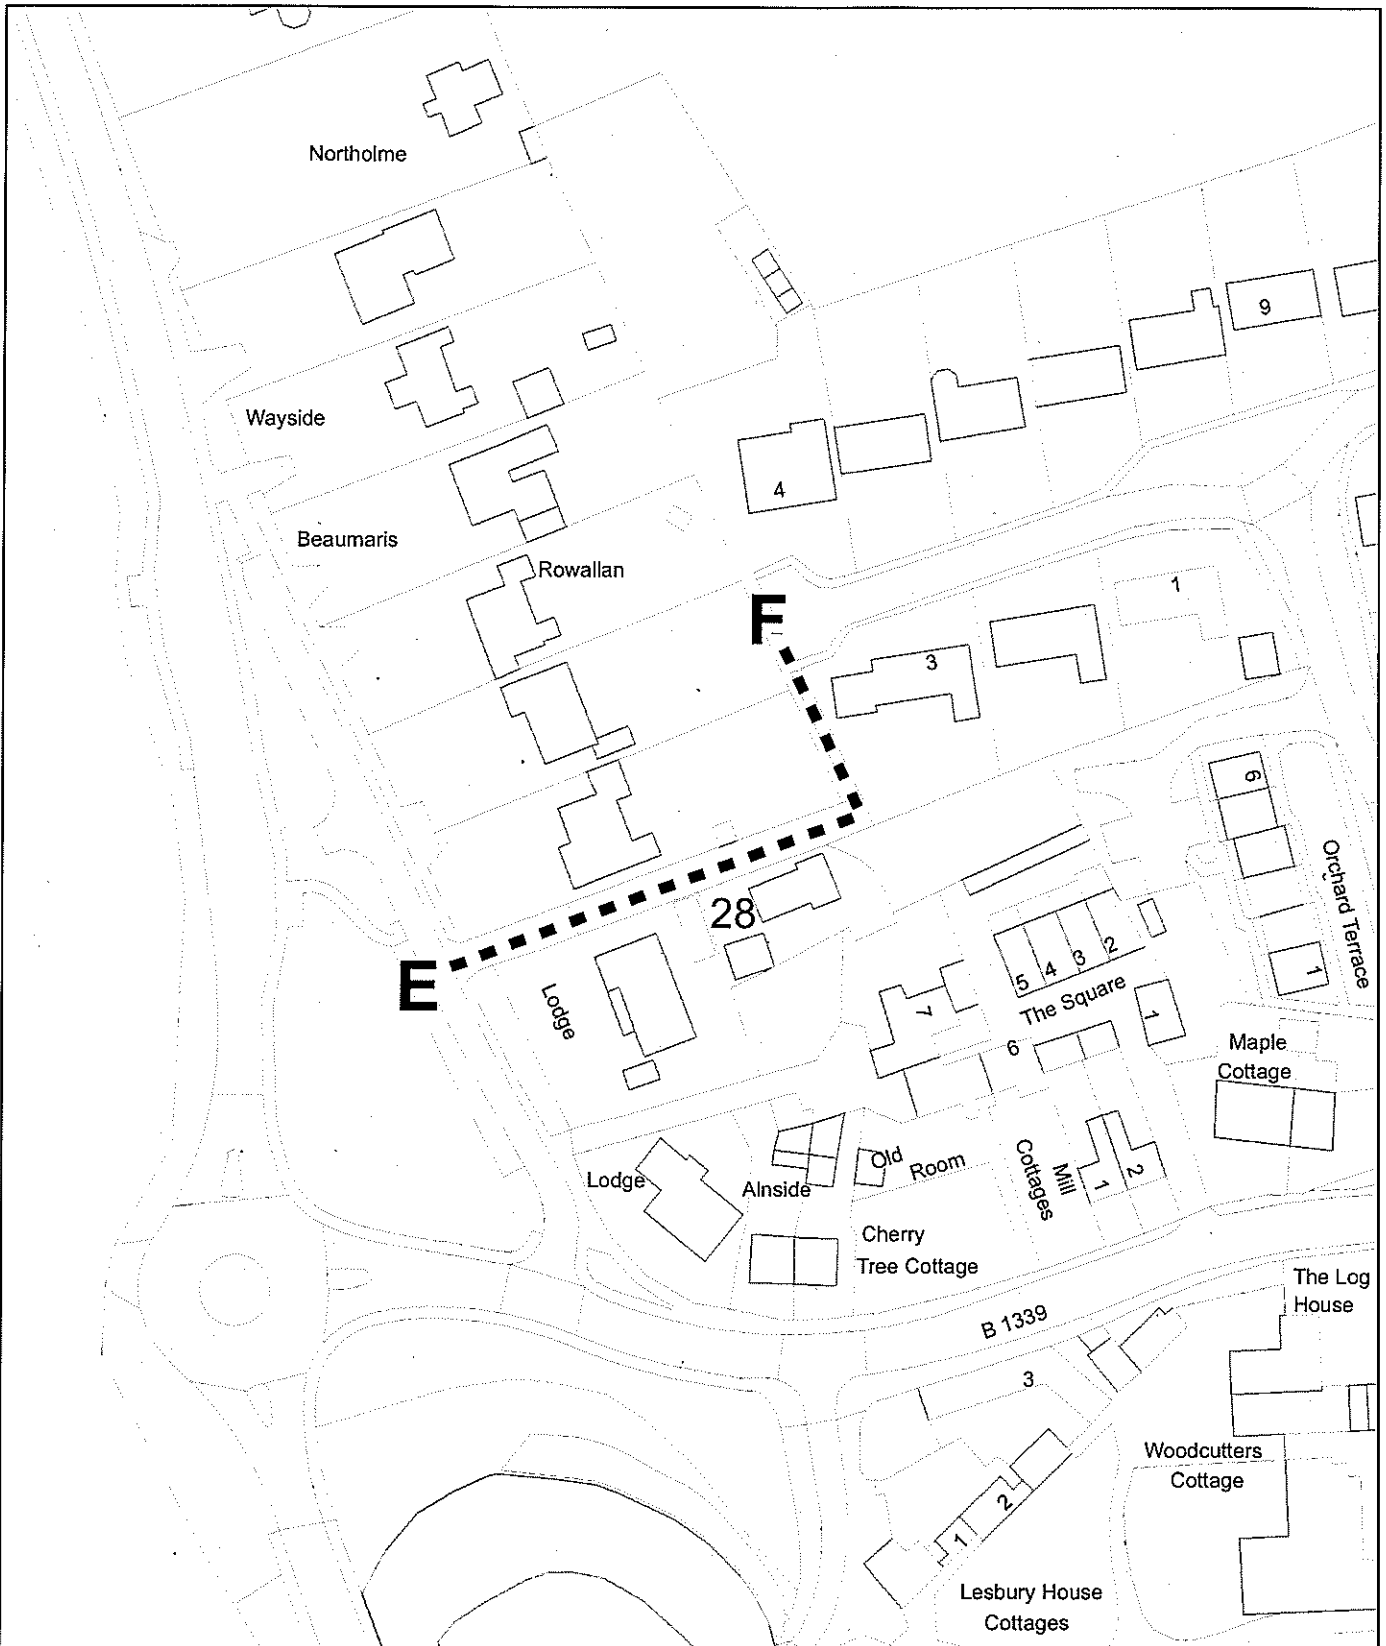 Northolme
9
Wayside
4
Beaumaris
Rowallan
1
F
3
6
28
Orchard Terrace
E
Lodge
5
4
3
2
The Square
7
1
1
6
Maple
Cottage
Lodge
Alnside
Old
Room
Mill
Cottages
1
2
Cherry
Tree Cottage
The Log
House
B 1339
3
Woodcutters
Cottage
2
1
Lesbury House
Cottages